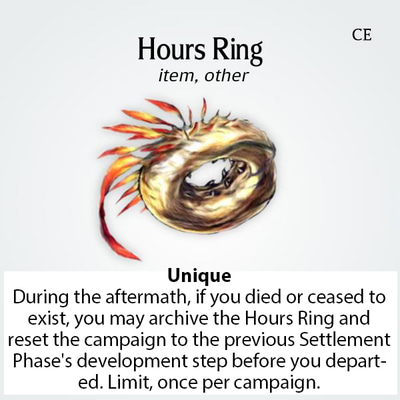 CE
Hours Ring
item, other
Unique
During the aftermath, if you died or ceased to
exist, you may archive the Hours Ring and
reset the campaign to the previous Settlement
Phase's development step before you depart-
ed. Limit, once per campaign.